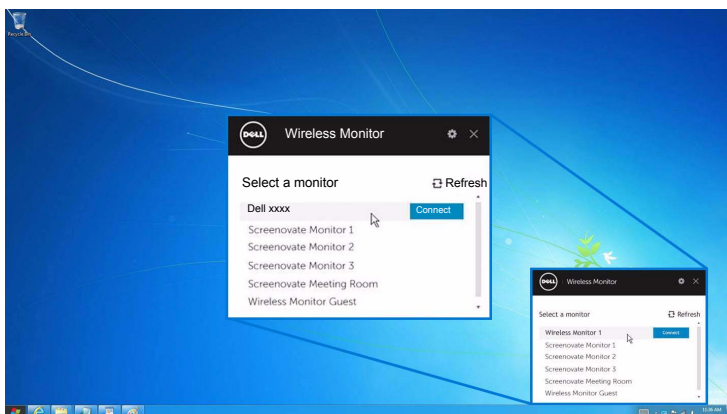 Recycle Bin
DELL Wireless Monitor
Select a monitor Refresh
Dell xxxx Connect
Screenovate Monitor 1
Screenovate Monitor 2
Screenovate Monitor 3
Screenovate Meeting Room
Wireless Monitor Guest
DELL Wireless Monitor
Select a monitor Refresh
Wireless Monitor 1 Connect
Screenovate Monitor 1
Screenovate Monitor 2
Screenovate Monitor 3
Screenovate Meeting Room
Wireless Monitor Guest